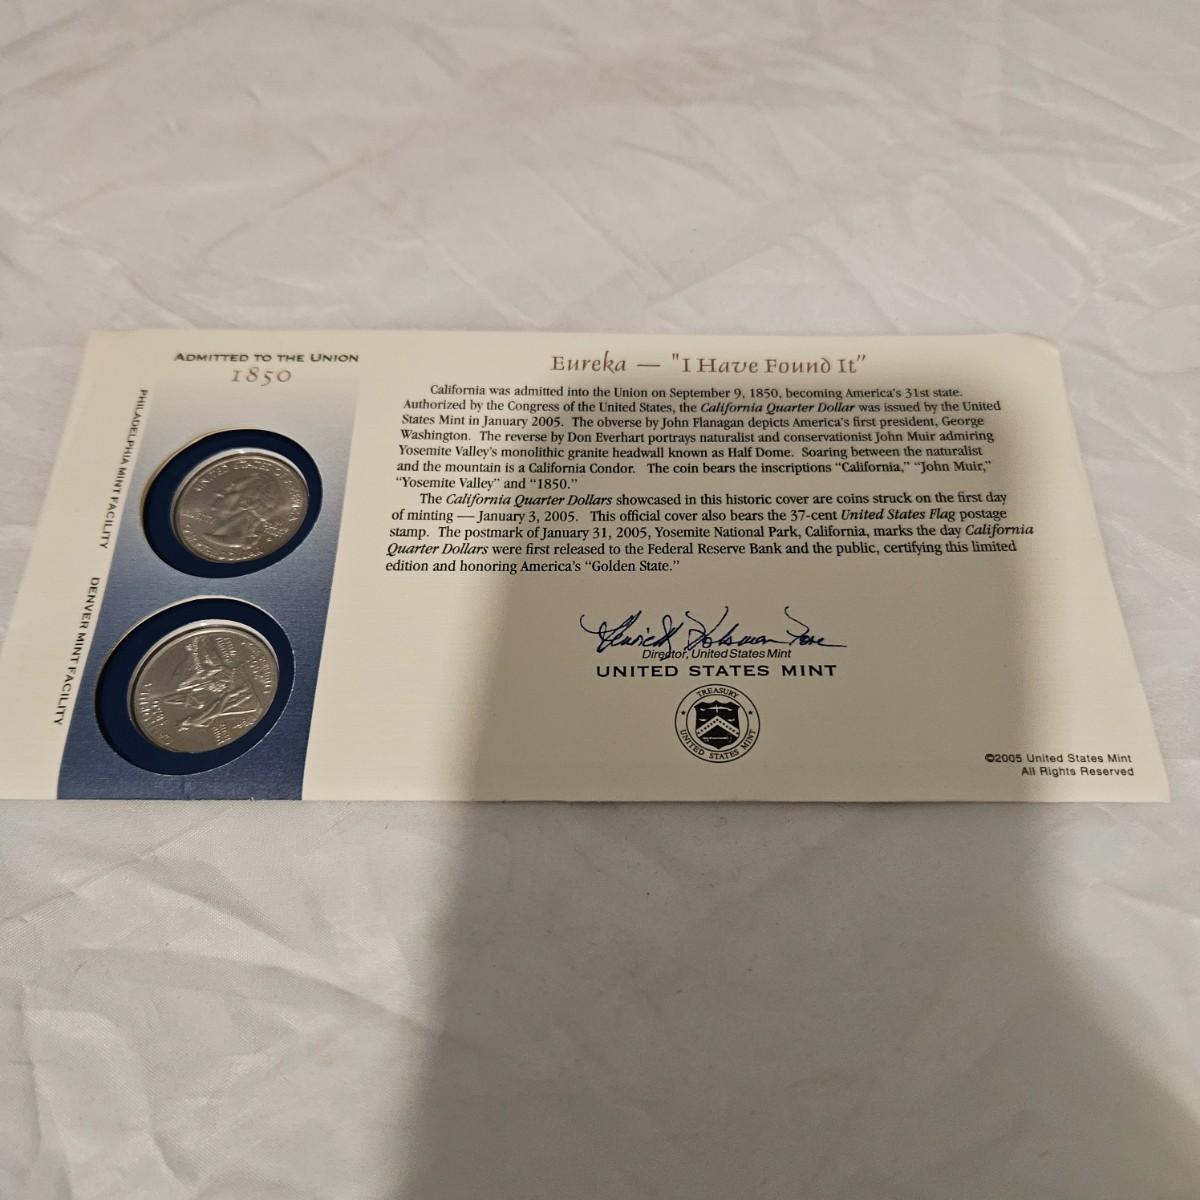 ADMITTED TO THE UNION
1850
PHILADELPHIA MINT FACILITY
DENVER MINT FACILITY
Eureka — "I Have Found It"
California was admitted into the Union on September 9, 1850, becoming America's 31st state.
Authorized by the Congress of the United States, the California Quarter Dollar was issued by the United
States Mint in January 2005. The obverse by John Flanagan depicts America's first president, George
Washington. The reverse by Don Everhart portrays naturalist and conservationist John Muir admiring
Yosemite Valley's monolithic granite headwall known as Half Dome. Soaring between the naturalist
and the mountain is a California Condor. The coin bears the inscriptions "California," "John Muir,"
"Yosemite Valley" and "1850."
The California Quarter Dollars showcased in this historic cover are coins struck on the first day
of minting — January 3, 2005. This official cover also bears the 37-cent United States Flag postage
stamp. The postmark of January 31, 2005, Yosemite National Park, California, marks the day California
Quarter Dollars were first released to the Federal Reserve Bank and the public, certifying this limited
edition and honoring America's "Golden State."
Director, United States Mint
UNITED STATES MINT
TREASURY
UNITED STATES MINT
©2005 United States Mint
All Rights Reserved